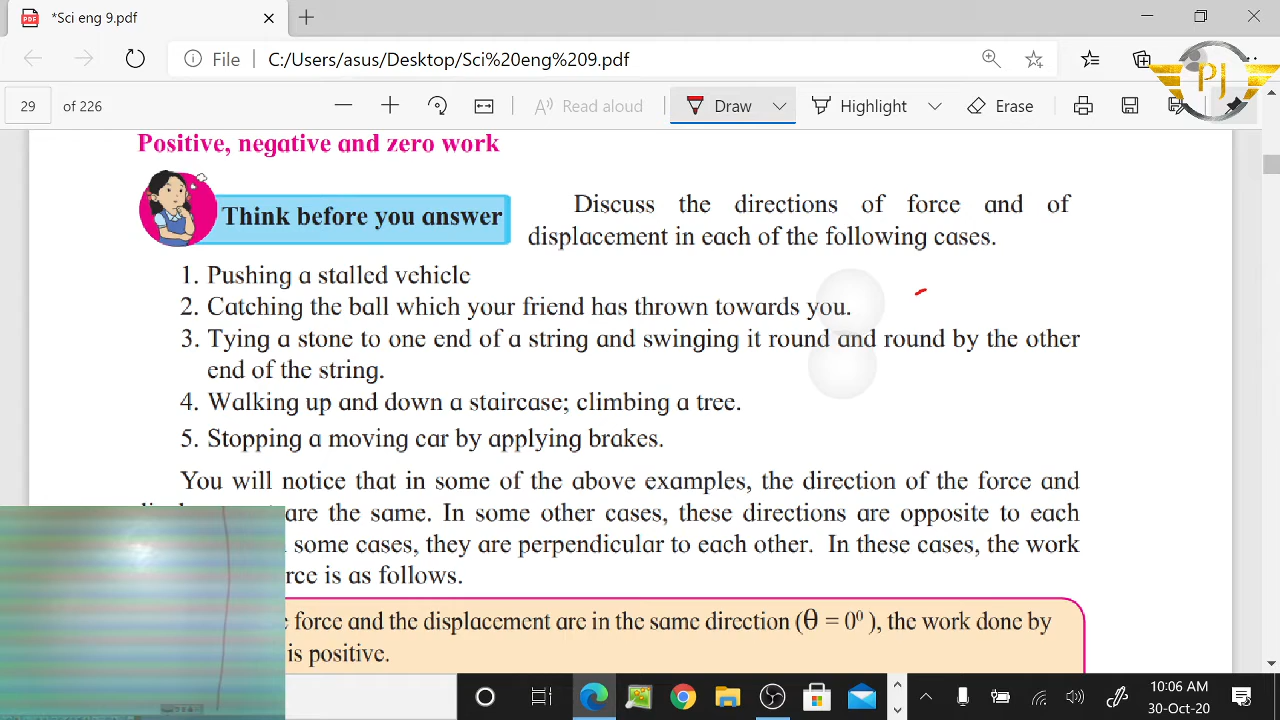 *Sci eng 9.pdf
File C:/Users/asus/Desktop/Sci%20eng%209.pdf
PJ
29 of 226 Read aloud Draw Highlight Erase
Positive, negative and zero work
Think before you answer
Discuss the directions of force and of
displacement in each of the following cases.
1. Pushing a stalled vehicle
2. Catching the ball which your friend has thrown towards you.
3. Tying a stone to one end of a string and swinging it round and round by the other
end of the string.
4. Walking up and down a staircase; climbing a tree.
5. Stopping a moving car by applying brakes.
You will notice that in some of the above examples, the direction of the force and
are the same. In some other cases, these directions are opposite to each
some cases, they are perpendicular to each other. In these cases, the work
is as follows.
force and the displacement are in the same direction (θ = 0⁰ ), the work done by
is positive.
10:06 AM
30-Oct-20